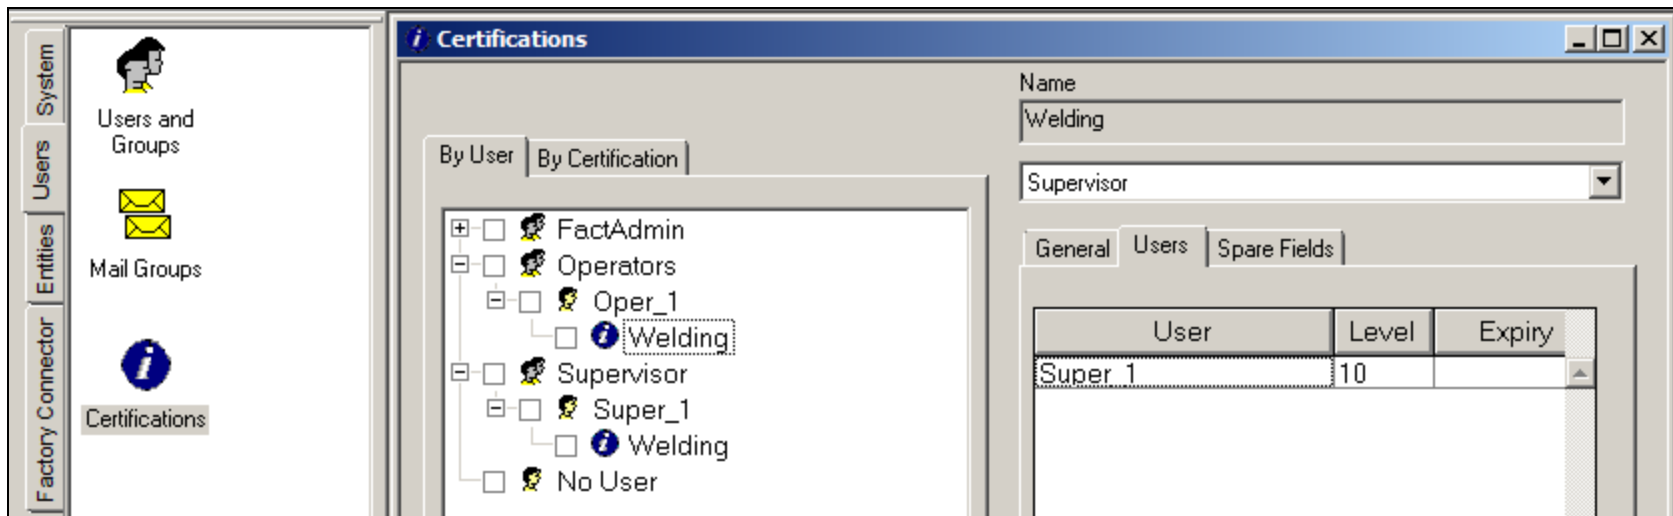 System
Users
Entities
Factory Connector
Users and
Groups
Mail Groups
Certifications
Certifications
By User
By Certification
FactAdmin
Operators
Oper_1
Welding
Supervisor
Super_1
Welding
No User
Name
Welding
Supervisor
General
Users
Spare Fields
User Level Expiry
Super_1 10